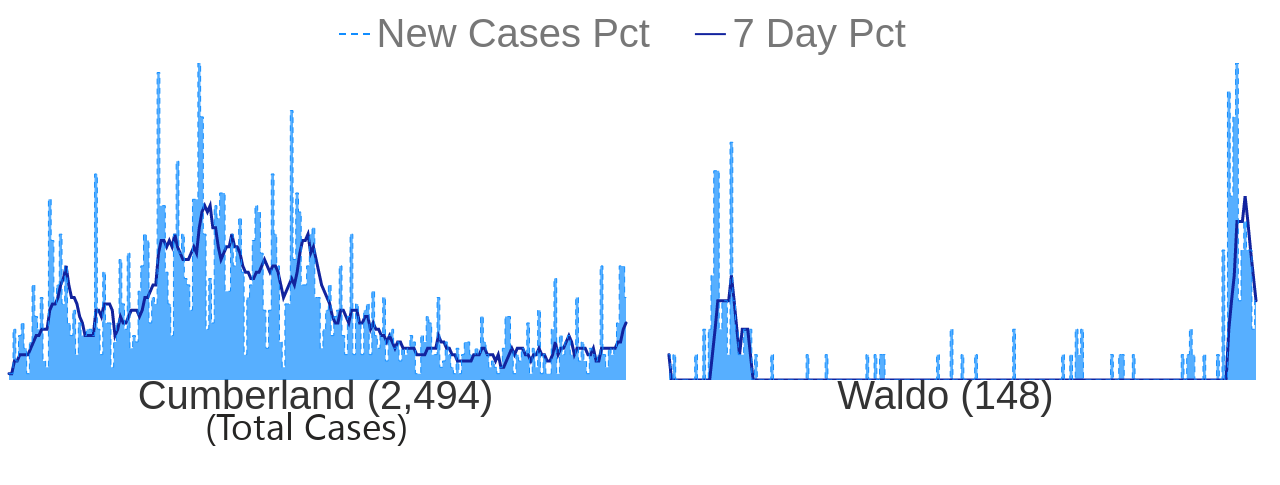 New Cases Pct 7 Day Pct
Cumberland (2,494) Waldo (148)
(Total Cases)